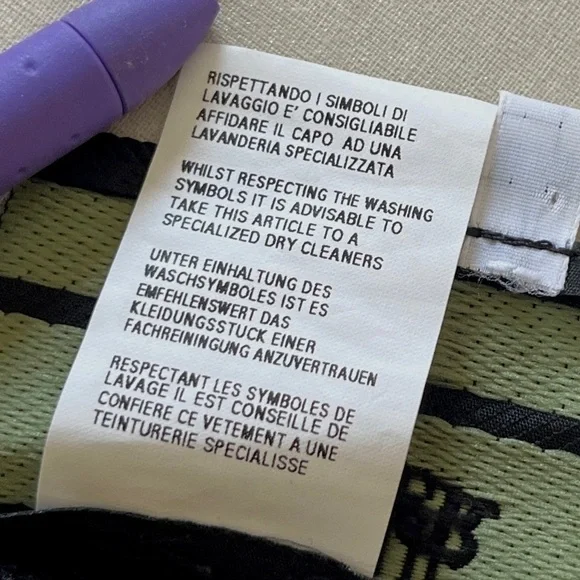 RISPETTANDO I SIMBOLI DI
LAVAGGIO E' CONSIGLIABILE
AFFIDARE IL CAPO AD UNA
LAVANDERIA SPECIALIZZATA
WHILST RESPECTING THE WASHING
SYMBOLS IT IS ADVISABLE TO
TAKE THIS ARTICLE TO A
SPECIALIZED DRY CLEANERS
UNTER EINHALTUNG DES
WASCHSYMBOLES IST ES
EMFEHLENSWERT DAS
KLEIDUNGSSTUCK EINER
FACHREINIGUNG ANZUVERTRAUEN
RESPECTANT LES SYMBOLES DE
LAVAGE IL EST CONSEILLE DE
CONFIERE CE VETEMENT A UNE
TEINTURERIE SPECIALISSE